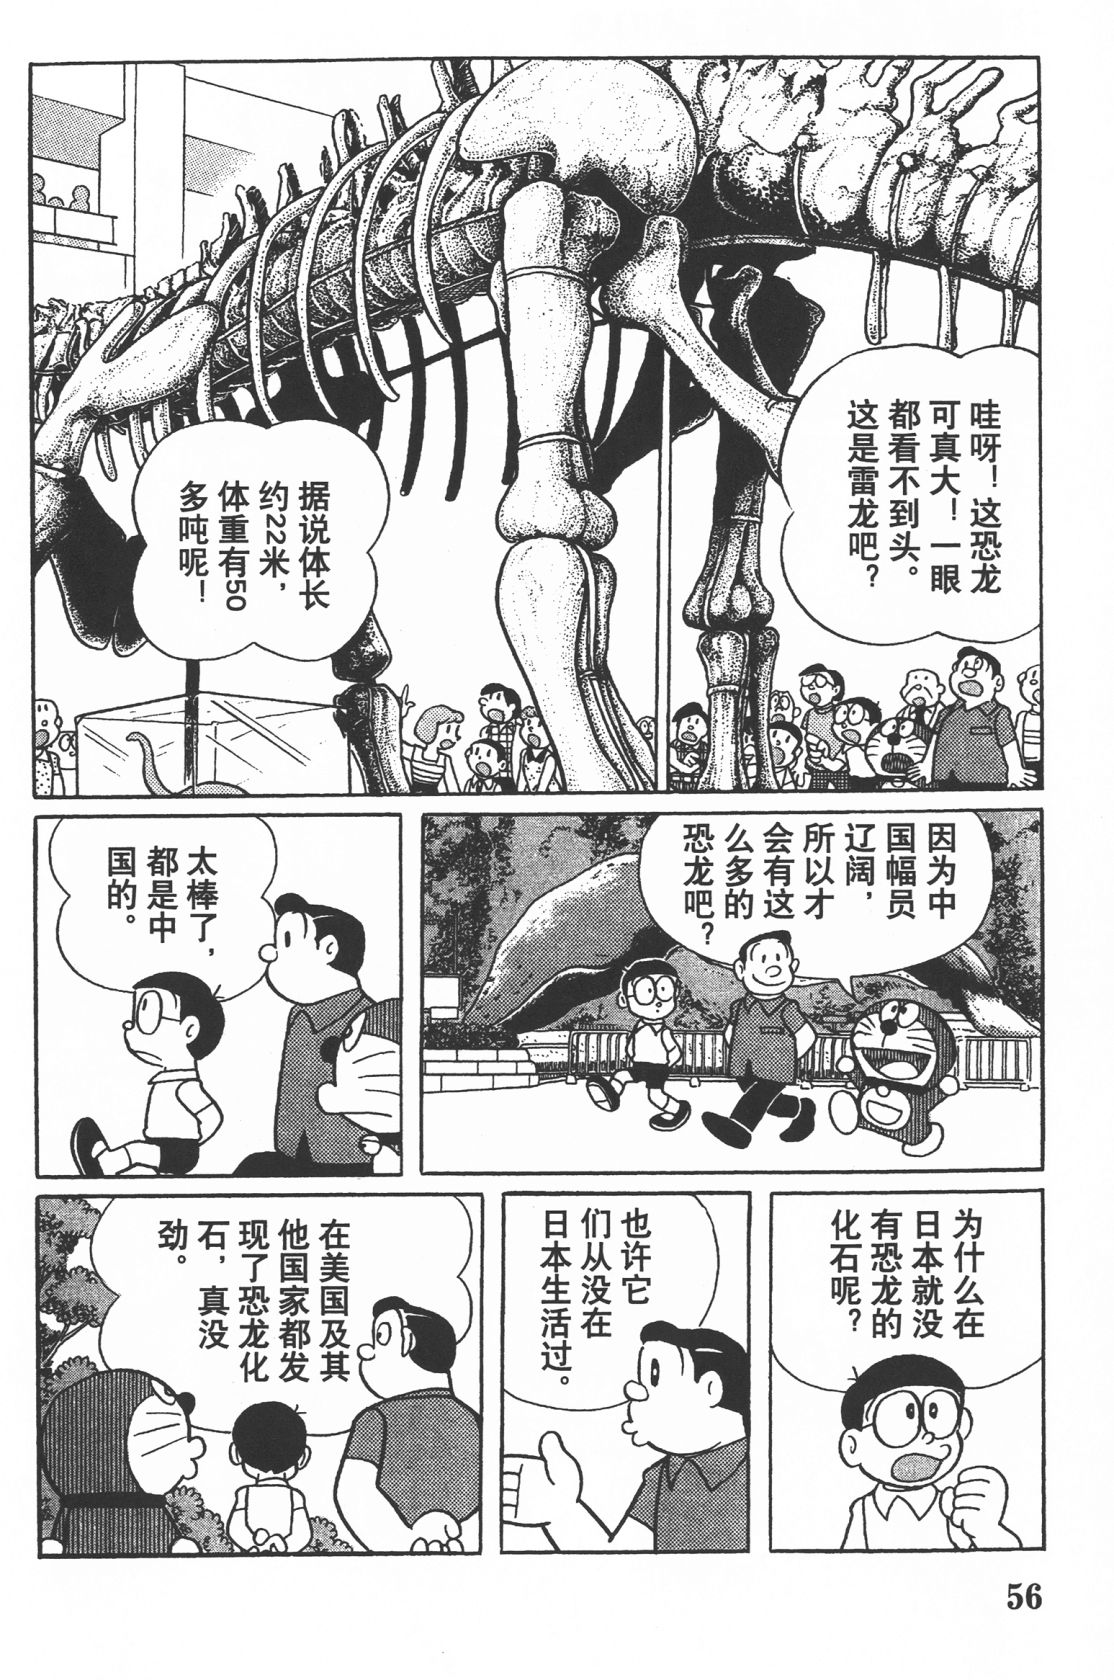 哇呀！这恐龙
可真大！一眼
都看不到头。
这是雷龙吧？
据说体长
约22米，
体重有50
多吨呢！
因为中
国幅员
辽阔，
所以才
会有这
么多的
恐龙吧？
太棒了，
都是中
国的。
为什么在
日本就没
有恐龙的
化石呢？
也许它
们从没在
日本生活过。
在美国及其
他国家都发
现了恐龙化
石，真没
劲。
56